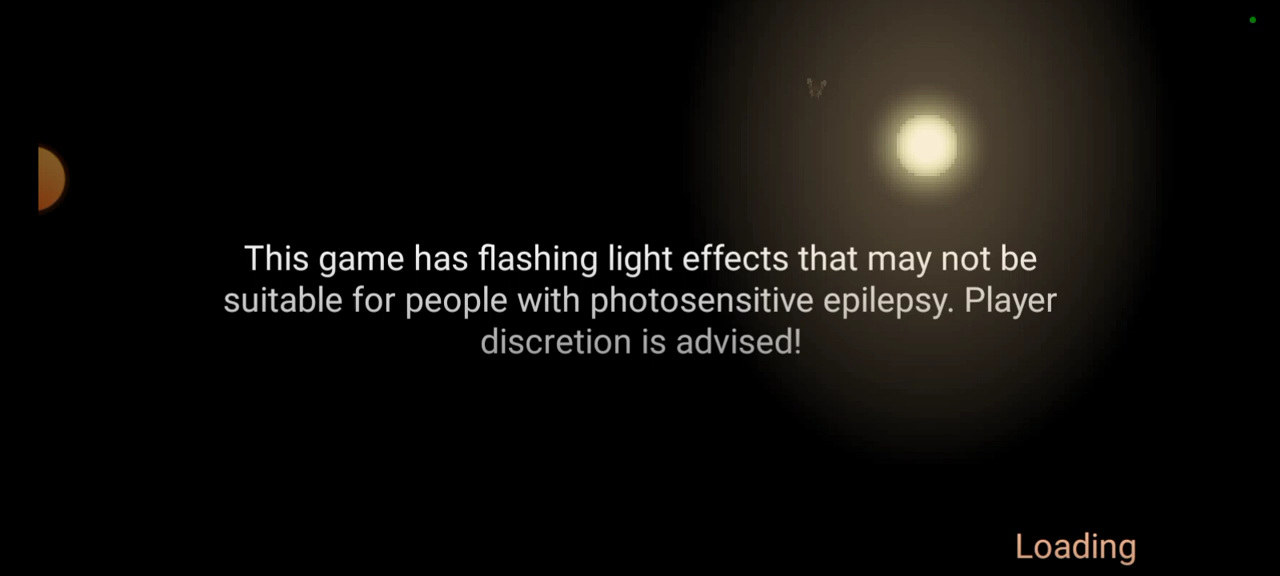 This game has flashing light effects that may not be
suitable for people with photosensitive epilepsy. Player
discretion is advised!
Loading